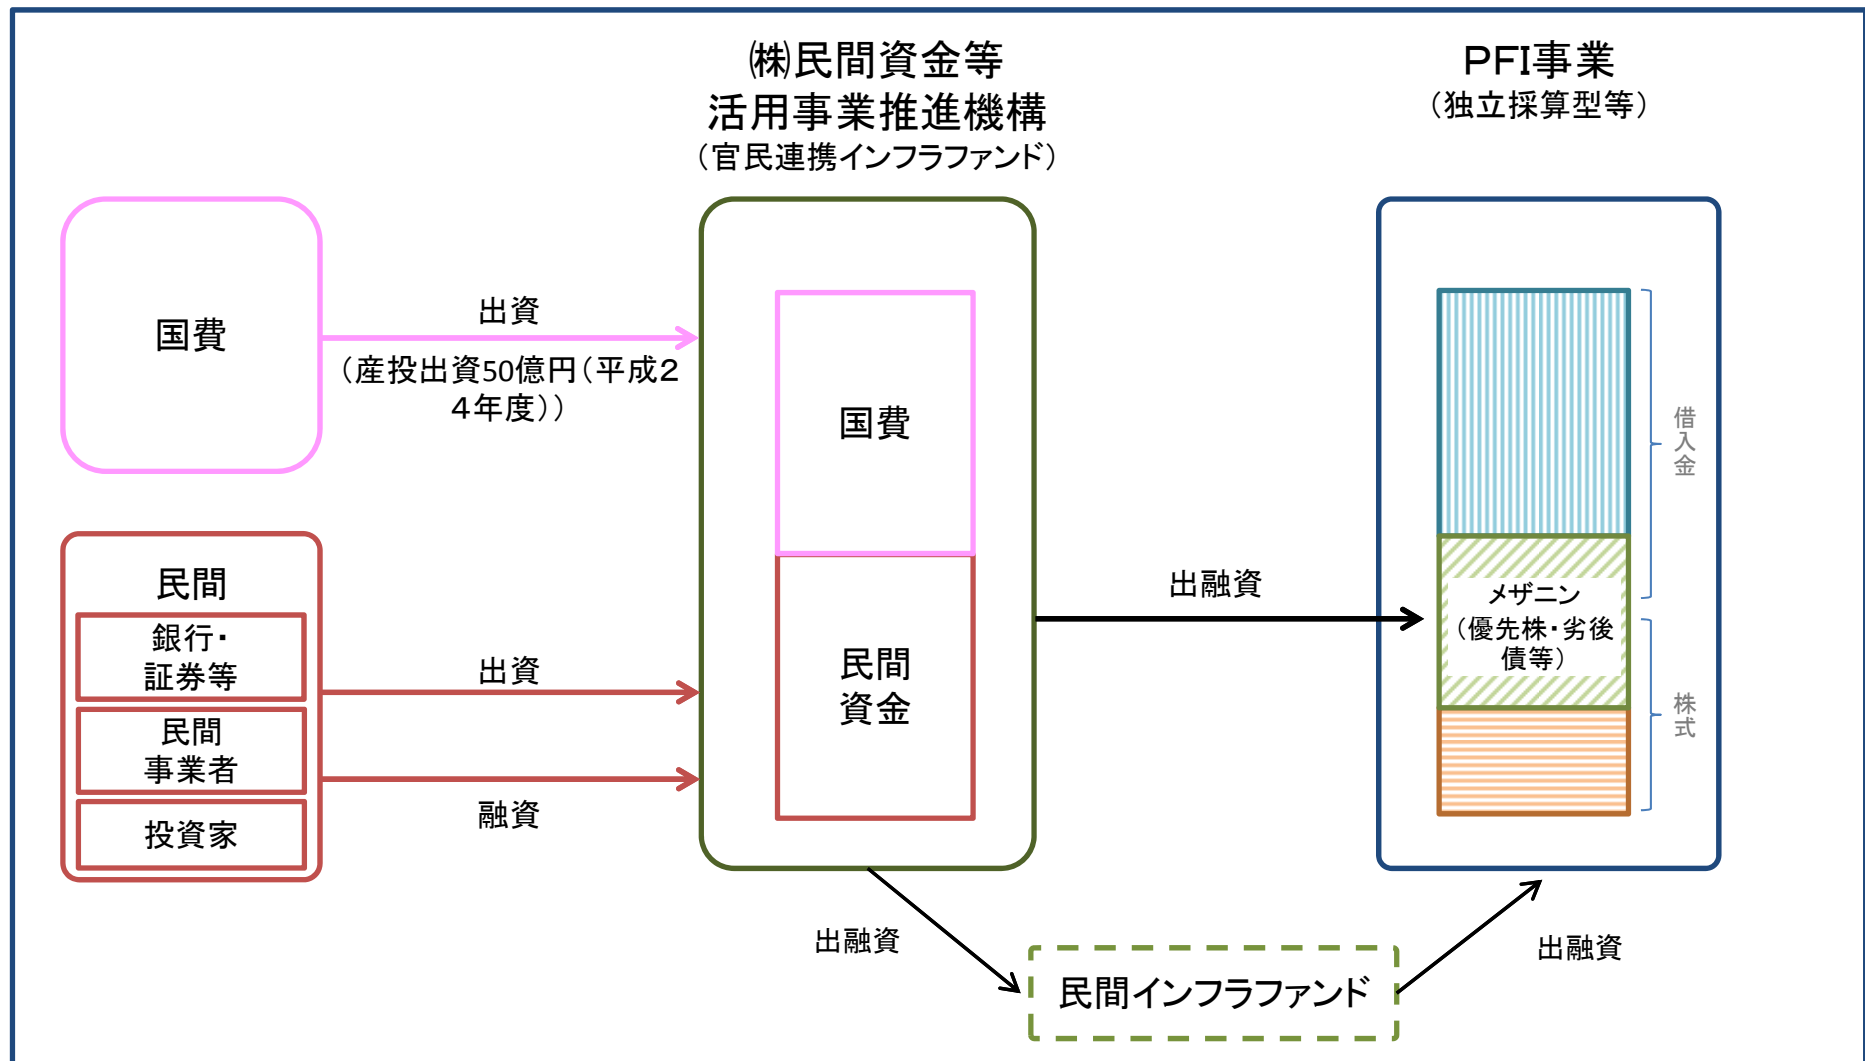 ㈱民間資金等
活用事業推進機構
（官民連携インフラファンド）
PFI事業
（独立採算型等）
国費
出資
（産投出資50億円（平成２
４年度））
国費
民間
銀行・
証券等
民間
事業者
投資家
出資
融資
民間
資金
出融資
メザニン
（優先株・劣後
債等）
借入金
株式
出融資
民間インフラファンド
出融資